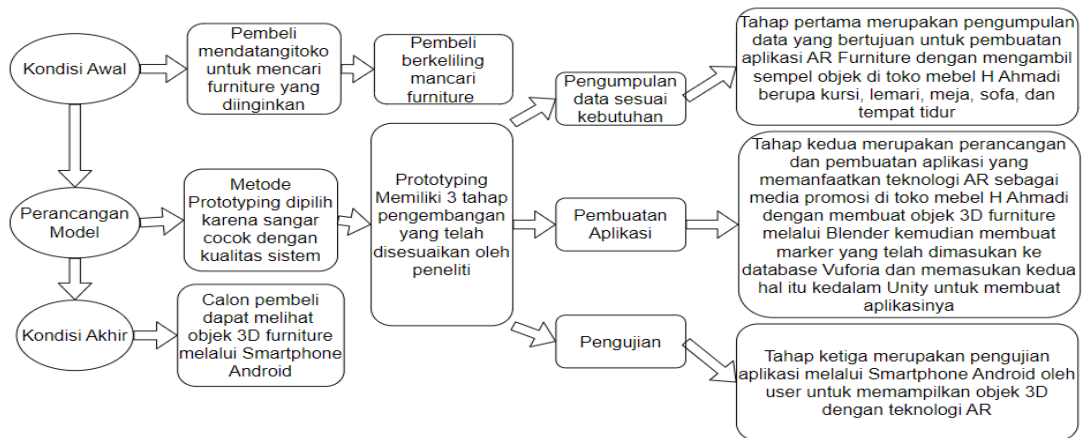 Kondisi Awal
Pembeli
mendatangitoko
untuk mencari
furniture yang
diinginkan
Pembeli
berkeliling
mancari
furniture
Pengumpulan
data sesuai
kebutuhan
Tahap pertama merupakan pengumpulan
data yang bertujuan untuk pembuatan
aplikasi AR Furniture dengan mengambil
sempel objek di toko mebel H Ahmadi
berupa kursi, lemari, meja, sofa, dan
tempat tidur
Perancangan
Model
Metode
Prototyping dipilih
karena sangar
cocok dengan
kualitas sistem
Prototyping
Memiliki 3 tahap
pengembangan
yang telah
disesuaikan oleh
peneliti
Pembuatan
Aplikasi
Tahap kedua merupakan perancangan
dan pembuatan aplikasi yang
memanfaatkan teknologi AR sebagai
media promosi di toko mebel H Ahmadi
dengan membuat objek 3D furniture
melalui Blender kemudian membuat
marker yang telah dimasukan ke
database Vuforia dan memasukan kedua
hal itu kedalam Unity untuk membuat
aplikasinya
Kondisi Akhir
Calon pembeli
dapat melihat
objek 3D furniture
melalui Smartphone
Android
Pengujian
Tahap ketiga merupakan pengujian
aplikasi melalui Smartphone Android oleh
user untuk memampilkan objek 3D
dengan teknologi AR